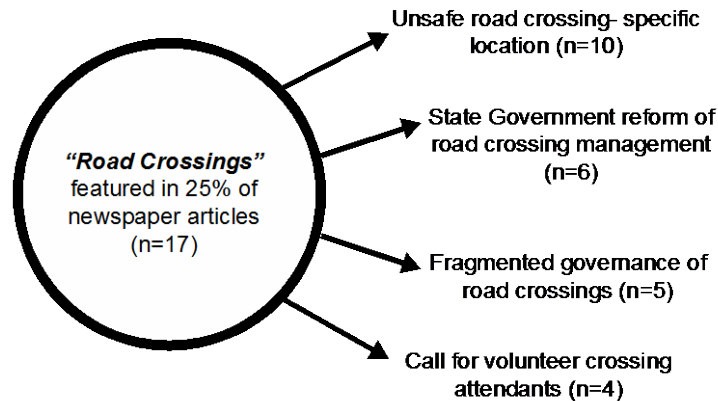 “Road Crossings”
featured in 25% of
newspaper articles
(n=17)
Unsafe road crossing- specific
location (n=10)
State Government reform of
road crossing management
(n=6)
Fragmented governance of
road crossings (n=5)
Call for volunteer crossing
attendants (n=4)